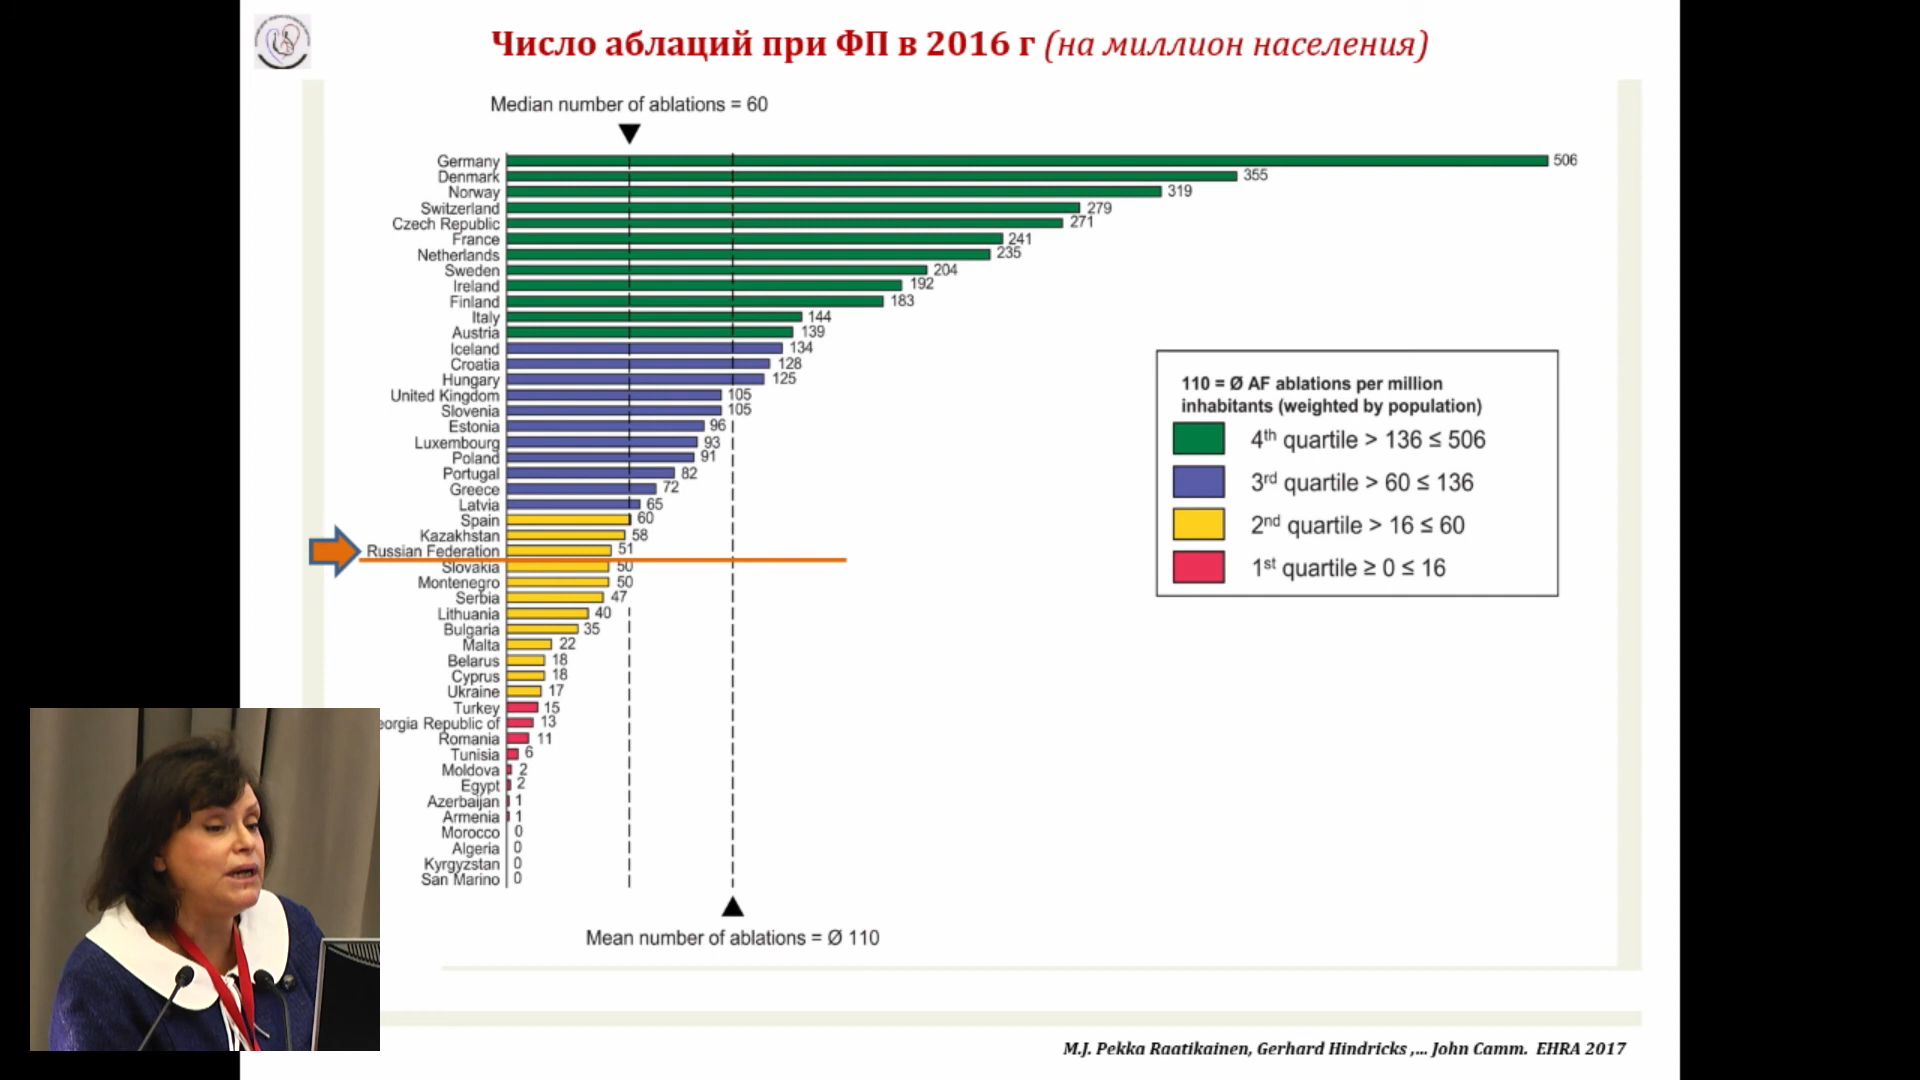 Число аблаций при ФП в 2016 г (на миллион населения)
Median number of ablations = 60
Germany 506
Denmark 355
Norway 319
Switzerland 279
Czech Republic 271
France 241
Netherlands 235
Sweden 204
Ireland 192
Finland 183
Italy 144
Austria 139
Iceland 134
Croatia 128
Hungary 125
United Kingdom 105
Slovenia 105
Estonia 96
Luxembourg 93
Poland 91
Portugal 82
Greece 72
Latvia 65
Spain 60
Kazakhstan 58
Russian Federation 51
Slovakia 50
Montenegro 50
Serbia 47
Lithuania 40
Bulgaria 35
Malta 22
Belarus 18
Cyprus 18
Ukraine 17
Turkey 15
eorgia Republic of 13
Romania 11
Tunisia 6
Moldova 2
Egypt 2
Azerbaijan 1
Armenia 1
Morocco 0
Algeria 0
Kyrgyzstan 0
San Marino 0
Mean number of ablations = Ø 110
110 = Ø AF ablations per million
inhabitants (weighted by population)
4th quartile > 136 ≤ 506
3rd quartile > 60 ≤ 136
2nd quartile > 16 ≤ 60
1st quartile ≥ 0 ≤ 16
M.J. Pekka Raatikainen, Gerhard Hindricks ,... John Camm. EHRA 2017